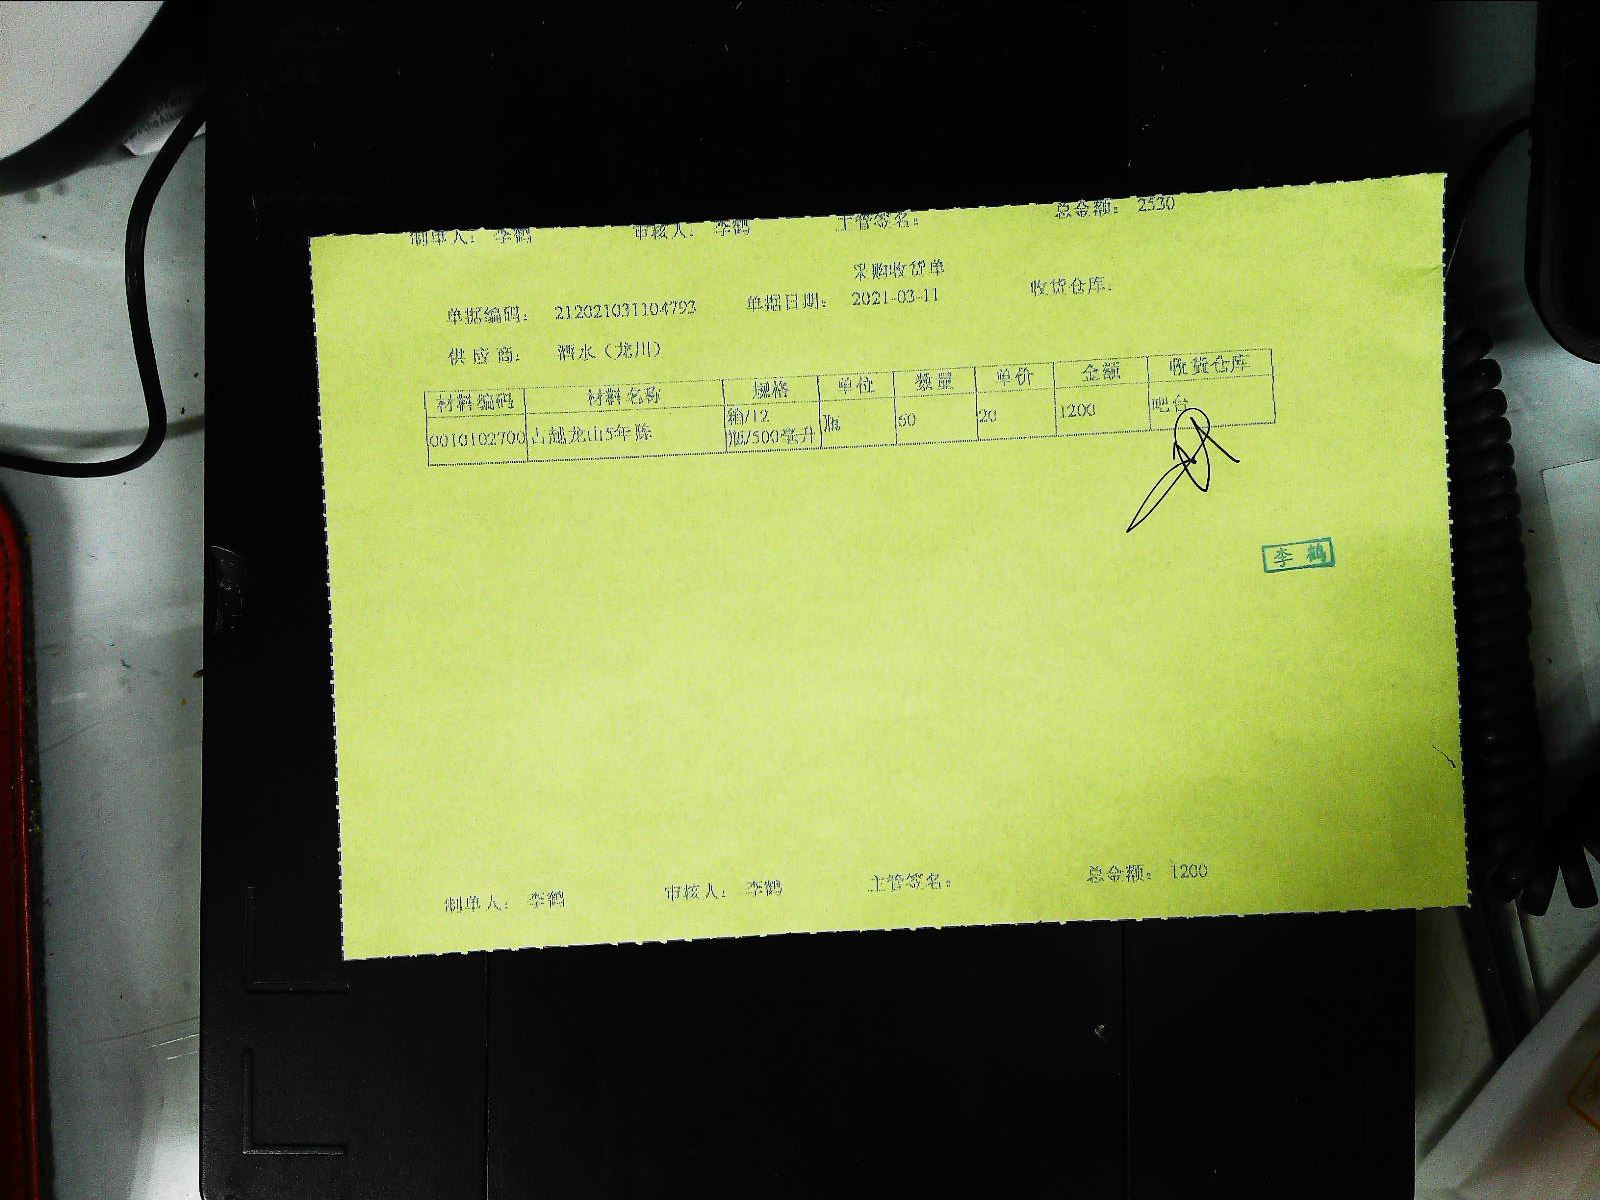 制单人： 李鹤 审核人： 李鹤 主管签名： 总金额： 2530
采购收货单
单据编码： 212021031104793 单据日期： 2021-03-11 收货仓库：
供应商： 酒水（龙川）
材料编码 材料名称 规格 单位 数量 单价 金额 收货仓库
0010102700 古越龙山5年陈 箱/12瓶/500毫升 瓶 60 20 1200 吧台
李鹤
制单人： 李鹤 审核人： 李鹤 主管签名： 总金额： 1200